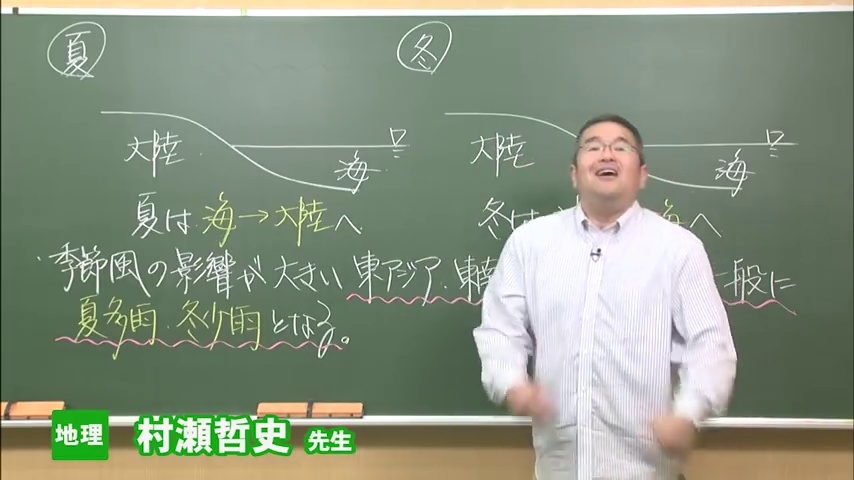 夏
冬
大陸
海
大陸
海
夏は海→大陸へ
冬は 海へ
季節風の影響が大きい東アジア・東南 一般に
夏多雨・冬少雨となる。
地理 村瀬哲史 先生